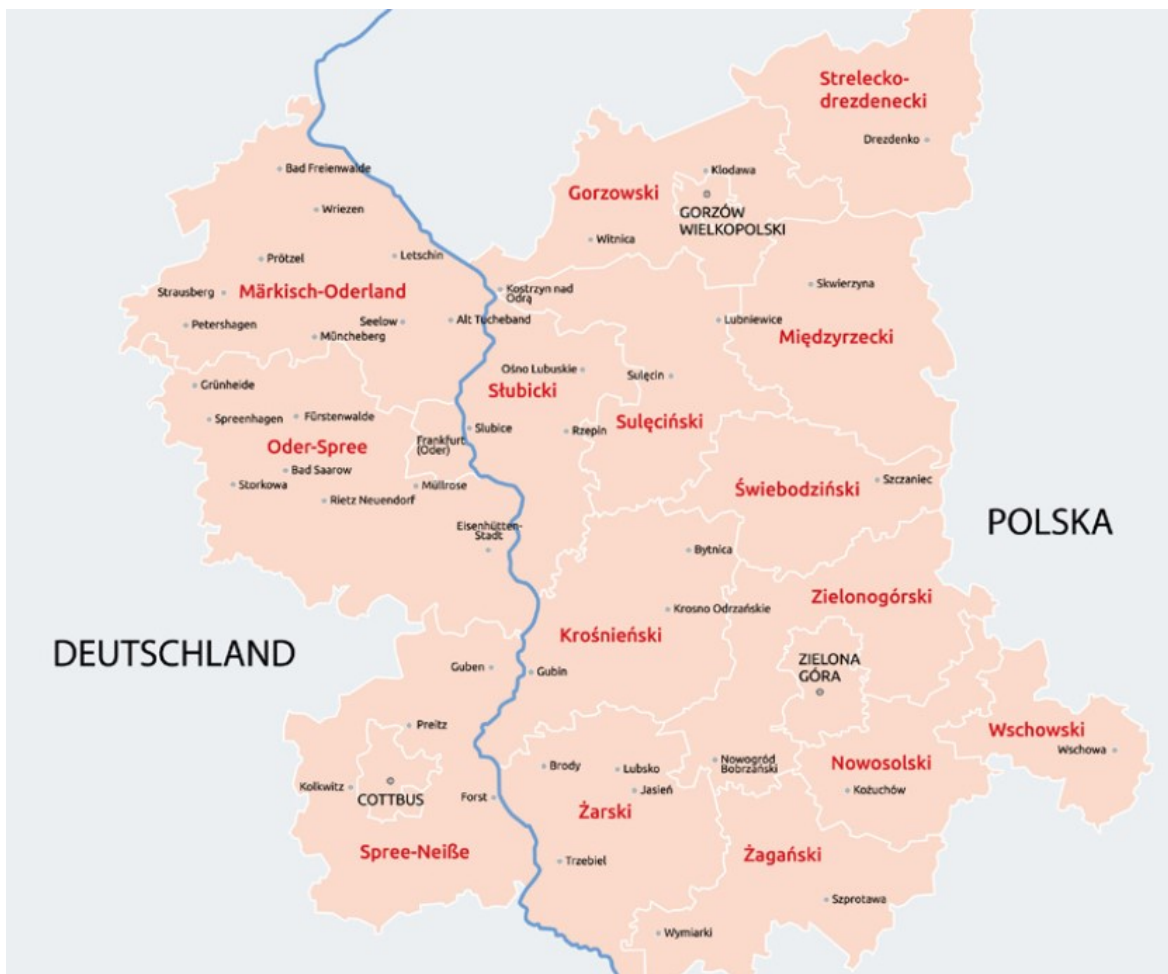 Strelecko-
drezdenecki
Drezdenko
Bad Freienwalde
Kłodawa
Gorzowski
Wriezen
GORZÓW
WIELKOPOLSKI
Witnica
Prötzel
Letschin
Strausberg
Märkisch-Oderland
Kostrzyn nad
Odrą
Skwierzyna
Petershagen
Seelow
Alt Tucheband
Lubniewice
Müncheberg
Międzyrzecki
Grünheide
Ośno Lubuskie
Sulęcin
Słubicki
Spreenhagen
Fürstenwalde
Słubice
Rzepin
Sulęciński
Oder-Spree
Frankfurt
(Oder)
Bad Saarow
Storkowa
Müllrose
Rietz Neuendorf
Świebodziński
Szczaniec
Eisenhütten-
Stadt
POLSKA
Bytnica
Zielonogórski
Krosno Odrzańskie
Krośnieński
DEUTSCHLAND
Guben
Gubin
ZIELONA
GÓRA
Preitz
Wschowski
Wschowa
Brody
Lubsko
Nowogród
Bobrzański
Nowosolski
Kolkwitz
COTTBUS
Forst
Jasień
Kożuchów
Żarski
Spree-Neiße
Trzebiel
Żagański
Szprotawa
Wymiarki